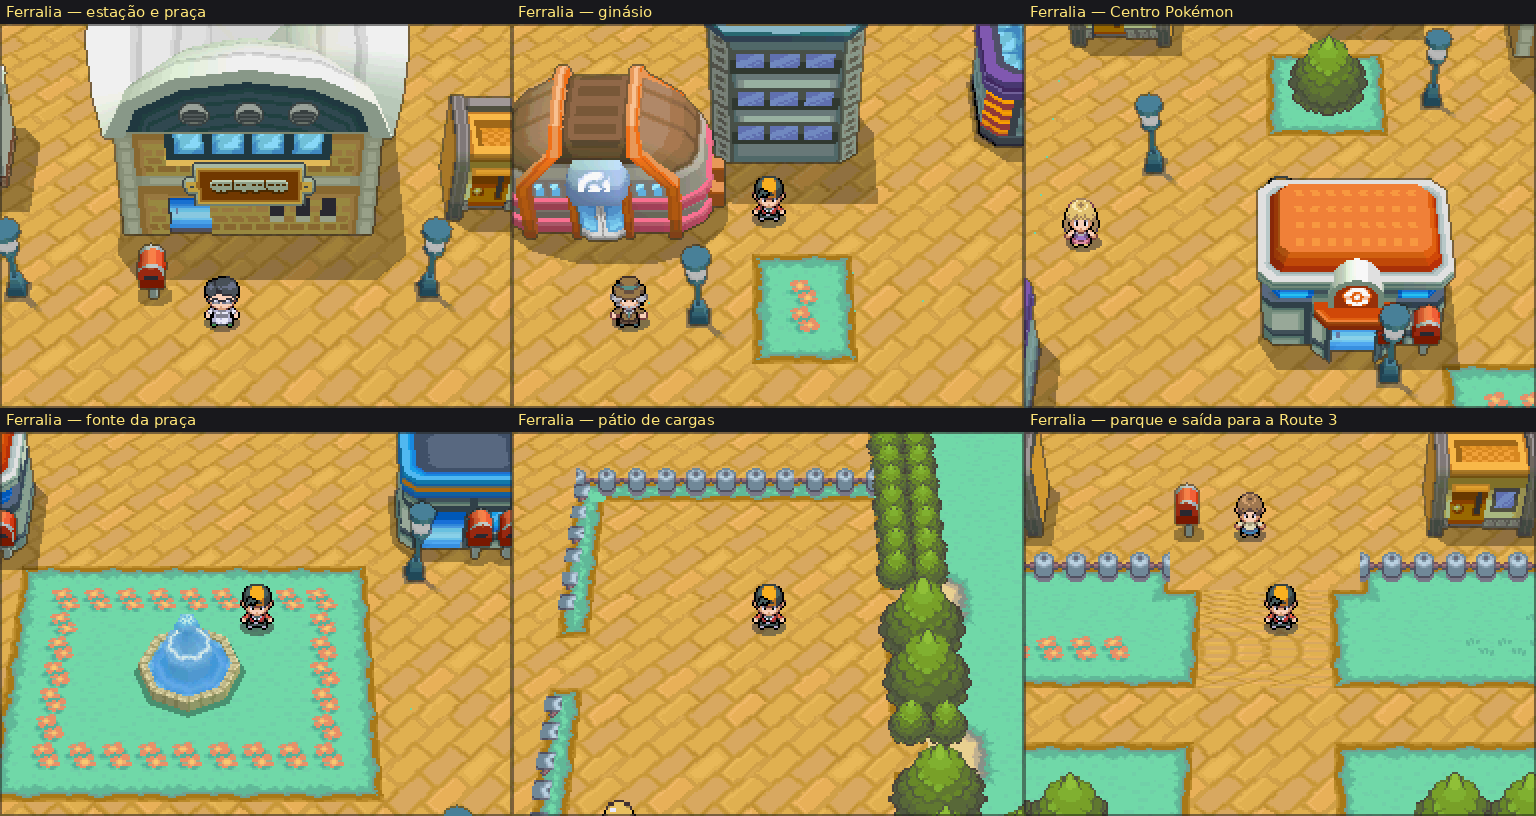 Ferralia — estação e praça
Ferralia — ginásio
Ferralia — Centro Pokémon
Ferralia — fonte da praça
Ferralia — pátio de cargas
Ferralia — parque e saída para a Route 3